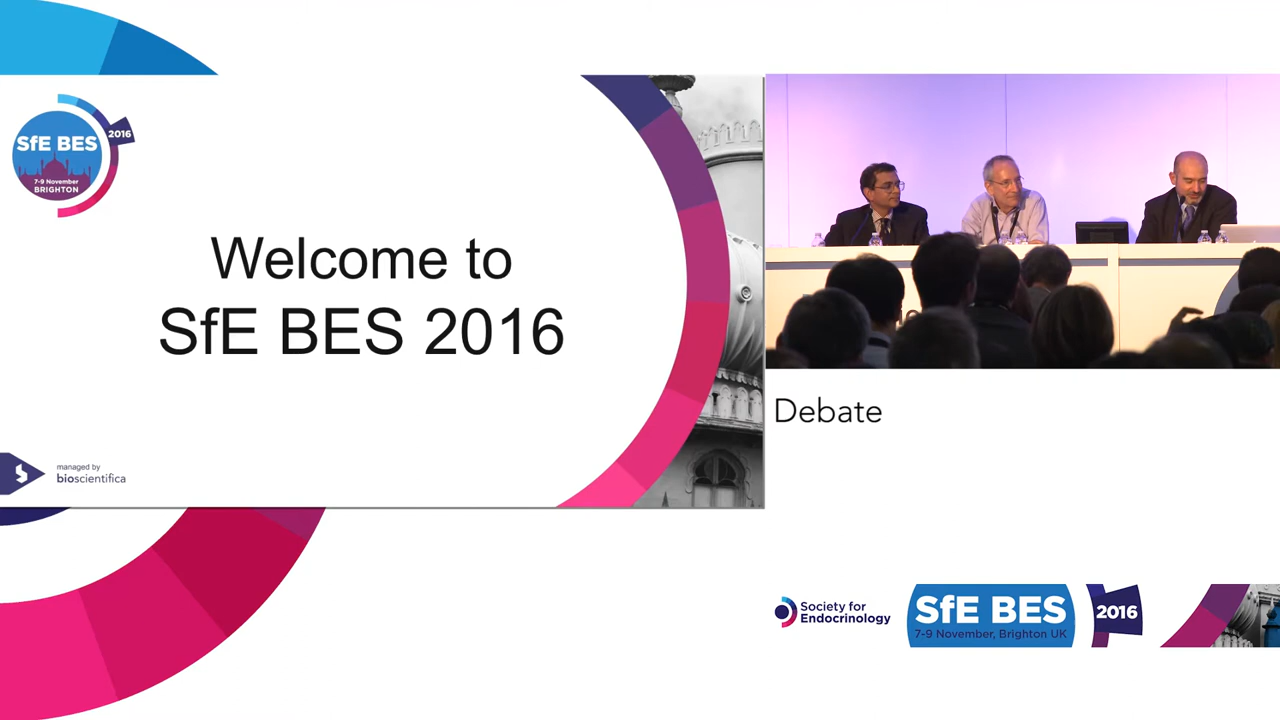 SfE BES
2016
7-9 November
BRIGHTON
Welcome to
SfE BES 2016
managed by
bioscientifica
Debate
Society for
Endocrinology
SfE BES
7-9 November, Brighton UK
2016